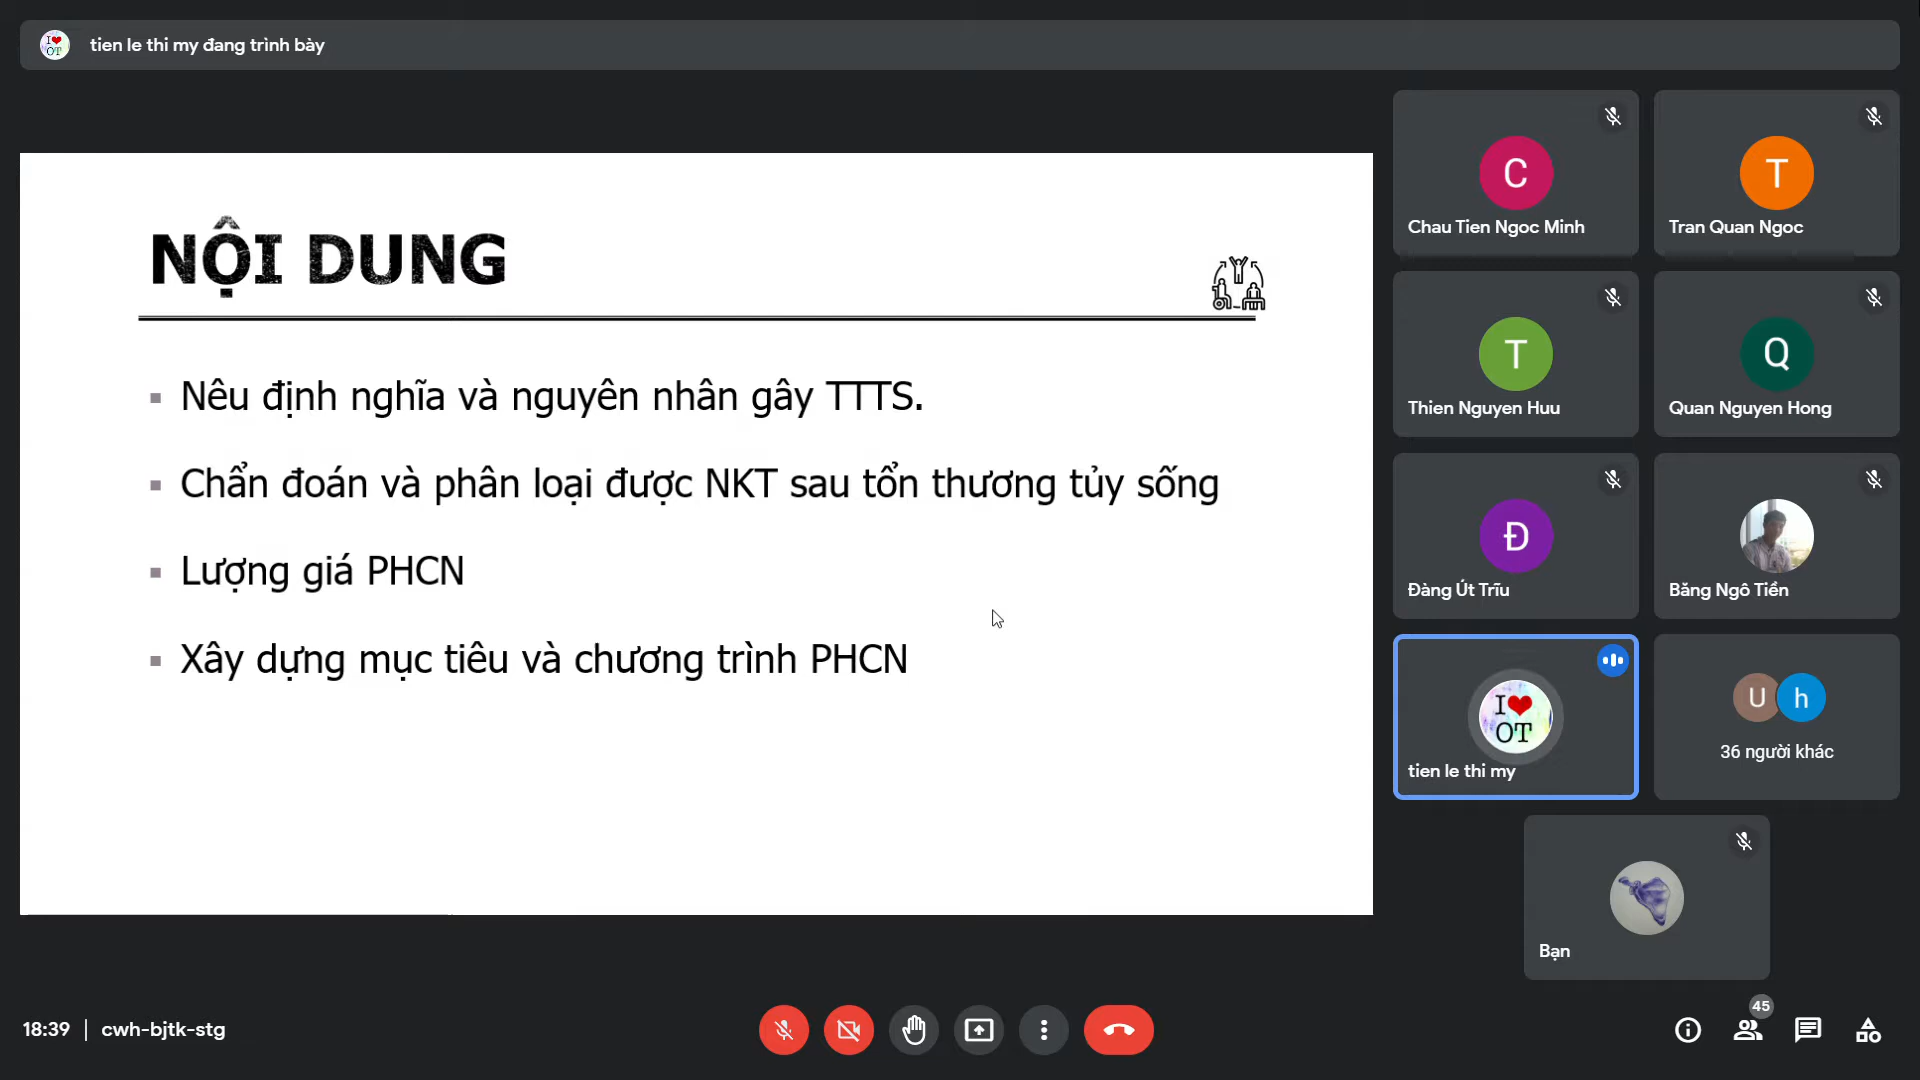 I❤
OT
tien le thi my đang trình bày
NỘI DUNG
Nêu định nghĩa và nguyên nhân gây TTTS.
Chẩn đoán và phân loại được NKT sau tổn thương tủy sống
Lượng giá PHCN
Xây dựng mục tiêu và chương trình PHCN
C
Chau Tien Ngoc Minh
T
Tran Quan Ngoc
T
Thien Nguyen Huu
Q
Quan Nguyen Hong
Đ
Đàng Út Trĩu
Băng Ngô Tiền
I❤
OT
tien le thi my
U h
36 người khác
Bạn
18:39 | cwh-bjtk-stg
45